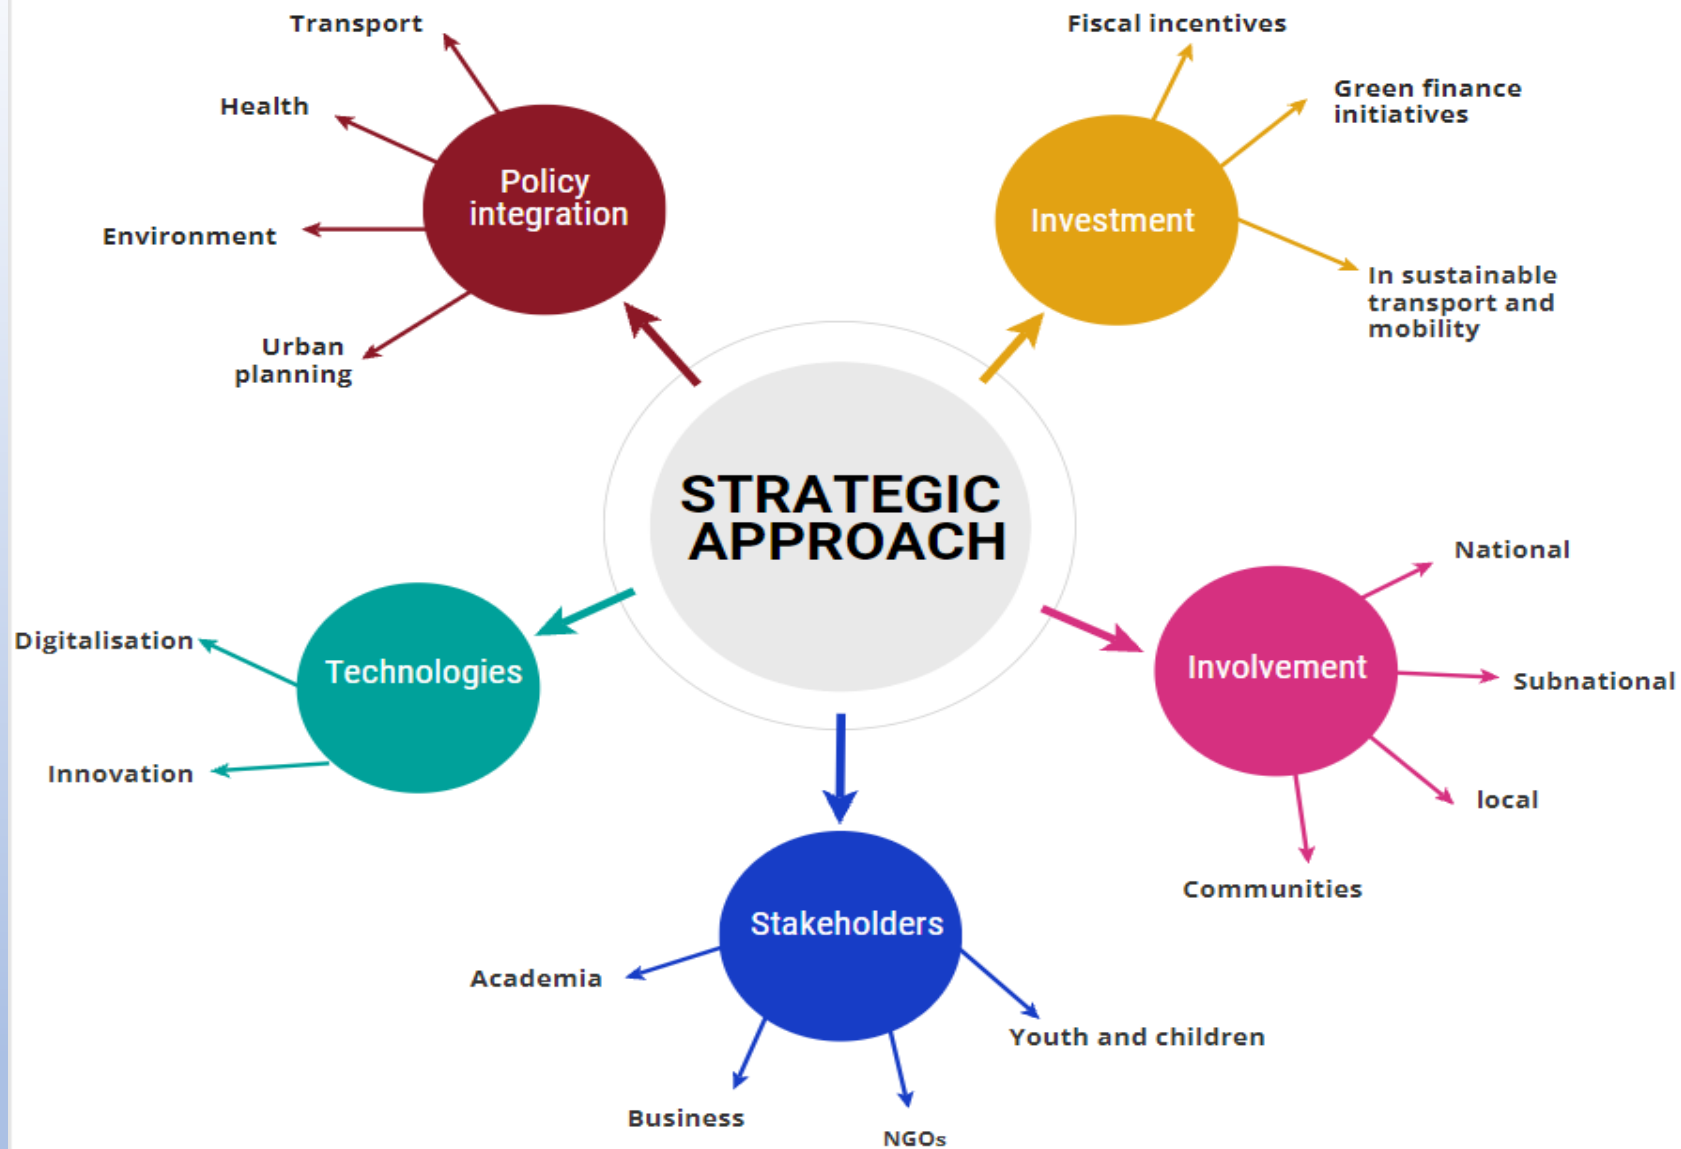 Transport
Health
Environment
Urban
planning
Policy
integration
Fiscal incentives
Green finance
initiatives
In sustainable
transport and
mobility
Investment
STRATEGIC
APPROACH
Digitalisation
Innovation
Technologies
National
Subnational
local
Communities
Involvement
Stakeholders
Academia
Business
NGOs
Youth and children